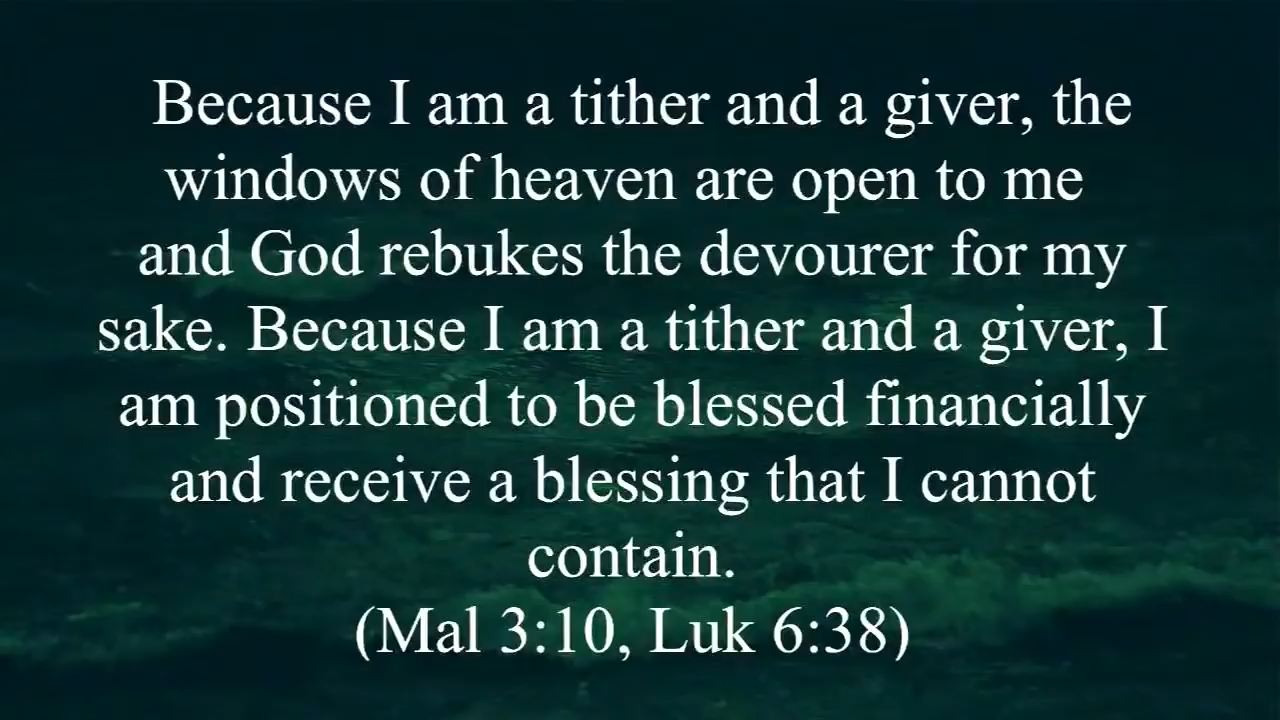 Because I am a tither and a giver, the
windows of heaven are open to me
and God rebukes the devourer for my
sake. Because I am a tither and a giver, I
am positioned to be blessed financially
and receive a blessing that I cannot
contain.
(Mal 3:10, Luk 6:38)